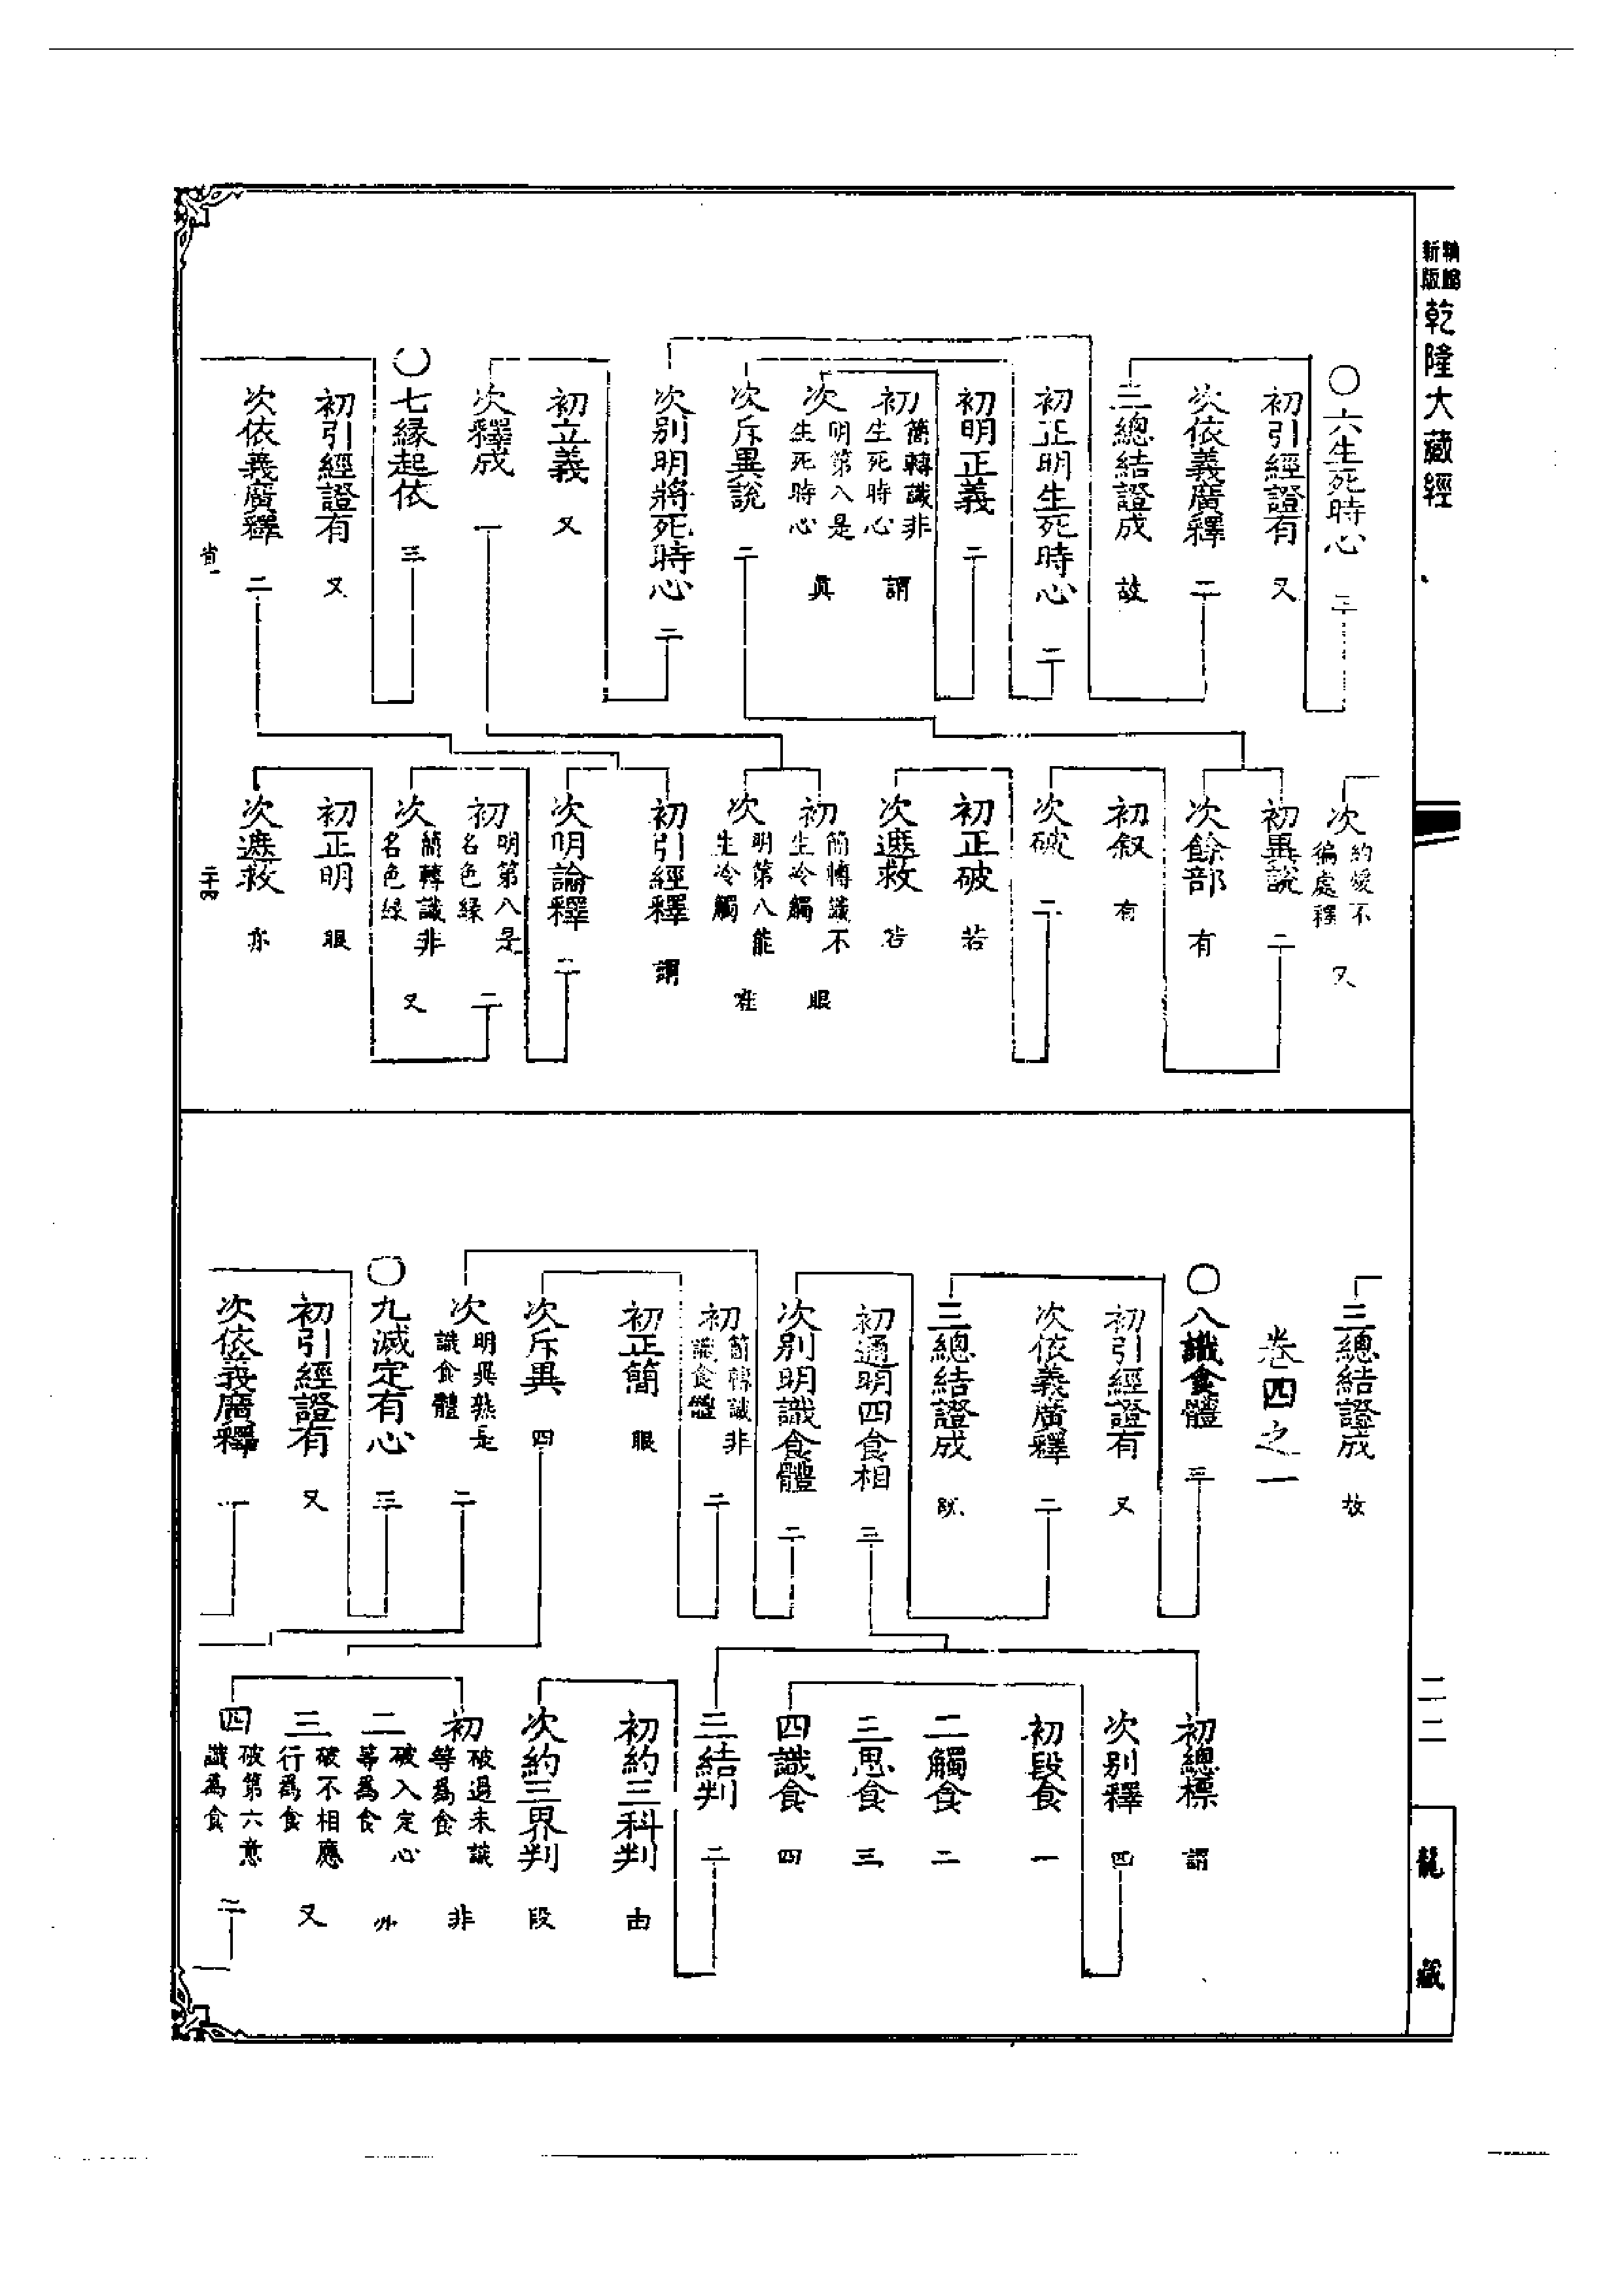 新版
乾隆大藏經
○六生死時心 三
初引經證有 又
次依義廣釋 二
三總結證成 故
初正明生死時心 二
初明正義 二
初簡轉識非生死時心 謂
次明第八是生死時心 真
次斥異說 二
次別明將死時心 二
初立義 又
次釋成 一
○七緣起依 三
初引經證有 又
次依義廣釋 二
次約煖不徧處釋 又
初異說 二
次餘部 有
初叙 有
次破 二
初正破 若
次遮救 若
初簡轉識不生冷觸 眼
次明第八能生冷觸 唯
初引經釋 謂
次明論釋 二
初明第八是名色緣 二
次簡轉識非名色緣 又
初正明 眼
次遮救 亦
二十四
三總結證成 故
卷四之一
○八識食體 三
初引經證有 又
次依義廣釋 二
三總結證成 既
初通明四食相 三
次別明識食體 二
初簡轉識非識食體 二
初正簡 眼
次斥異 四
次明異熟是識食體 二
○九滅定有心 三
初引經證有 又
次依義廣釋
初總標 謂
次別釋 四
初段食 一
二觸食 二
三思食 三
四識食 四
三結判 二
初約三科判 由
次約三界判 段
初破過未識等為食 非
二破入定心等為食 外
三破不相應行為食 又
四破第六意識為食 二
二二
龍藏